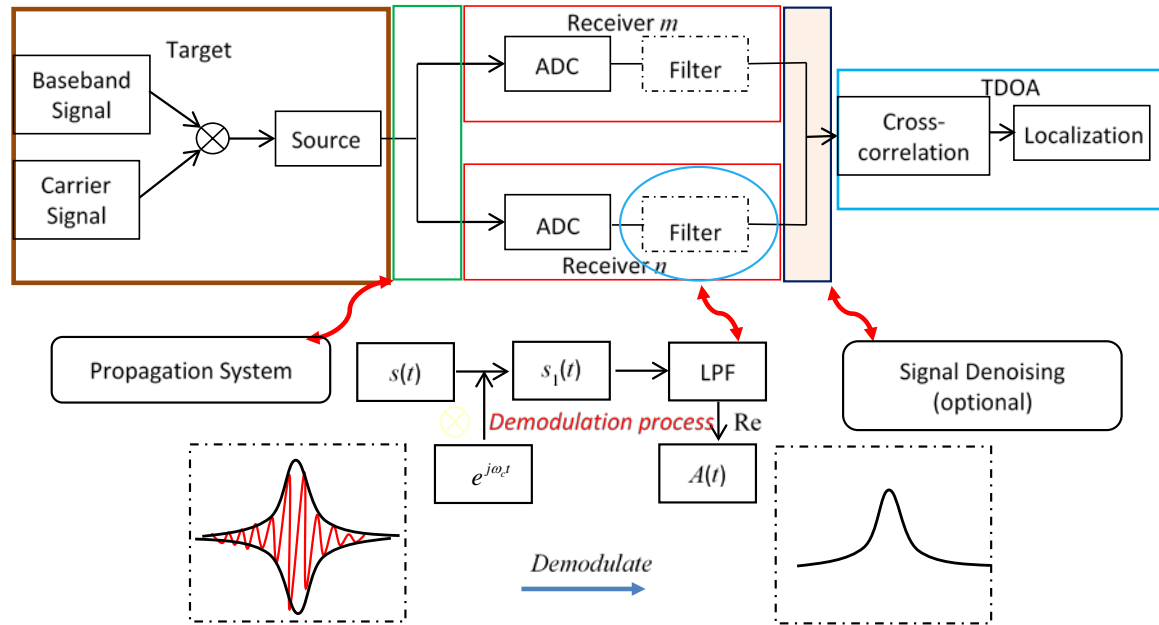 Target
Baseband
Signal
Carrier
Signal
Source
Receiver m
ADC
Filter
ADC
Filter
Receiver n
TDOA
Cross-
correlation
Localization
Propagation System
s(t)
s₁(t)
LPF
Signal Denoising
(optional)
Demodulation process
Re
e^{jω_c t}
A(t)
Demodulate